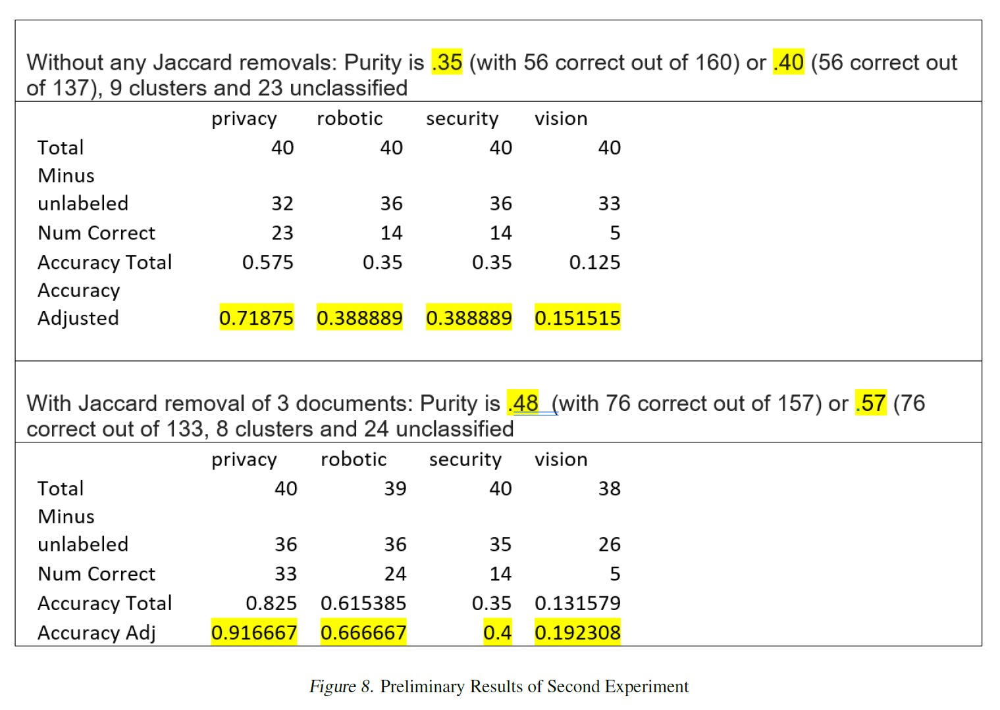 Without any Jaccard removals: Purity is .35 (with 56 correct out of 160) or .40 (56 correct out
of 137), 9 clusters and 23 unclassified
privacy robotic security vision
Total 40 40 40 40
Minus
unlabeled 32 36 36 33
Num Correct 23 14 14 5
Accuracy Total 0.575 0.35 0.35 0.125
Accuracy
Adjusted 0.71875 0.388889 0.388889 0.151515
With Jaccard removal of 3 documents: Purity is .48 (with 76 correct out of 157) or .57 (76
correct out of 133, 8 clusters and 24 unclassified
privacy robotic security vision
Total 40 39 40 38
Minus
unlabeled 36 36 35 26
Num Correct 33 24 14 5
Accuracy Total 0.825 0.615385 0.35 0.131579
Accuracy Adj 0.916667 0.666667 0.4 0.192308
Figure 8. Preliminary Results of Second Experiment